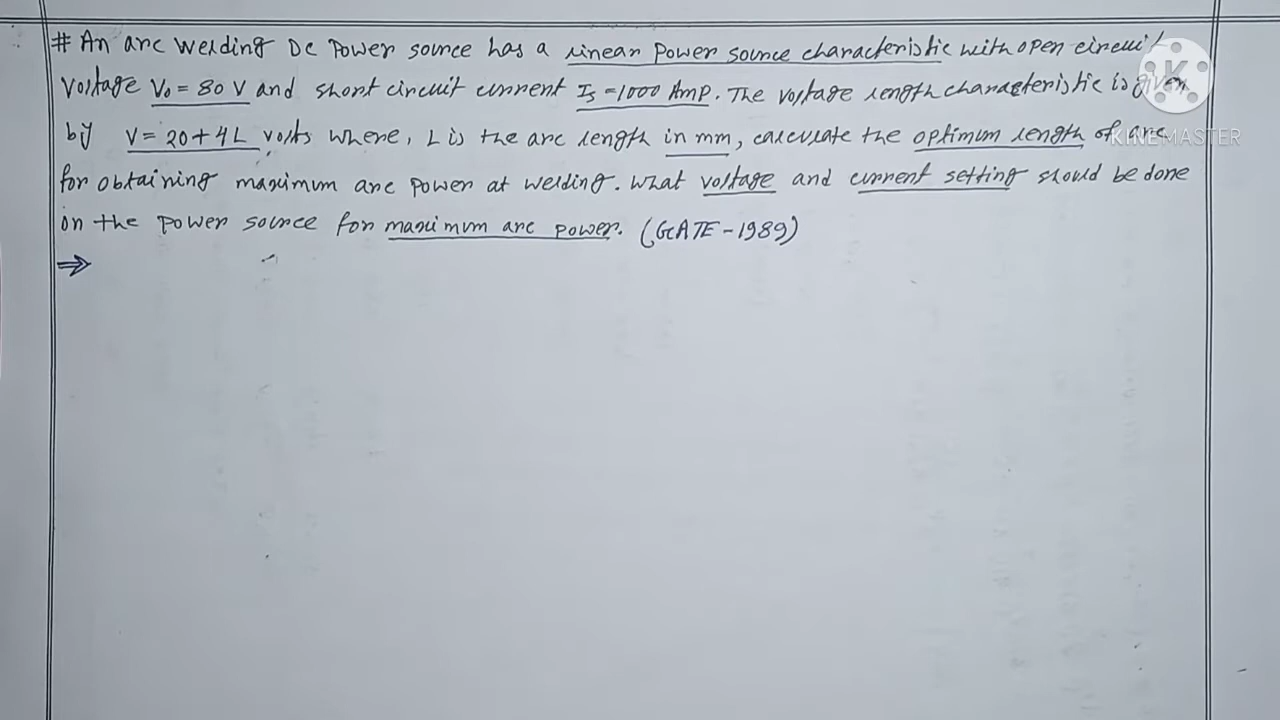 # An arc welding DC Power source has a linear power source characteristic with open circuit
voltage V₀ = 80 V and short circuit current Iₛ = 1000 Amp. The voltage length characteristic is given
by V = 20 + 4L volts where, L is the arc length in mm, calculate the optimum length of arc
for obtaining maximum arc power at welding. What voltage and current setting should be done
on the power source for maximum arc power. (GATE - 1989)
⇒
K
KINEMASTER